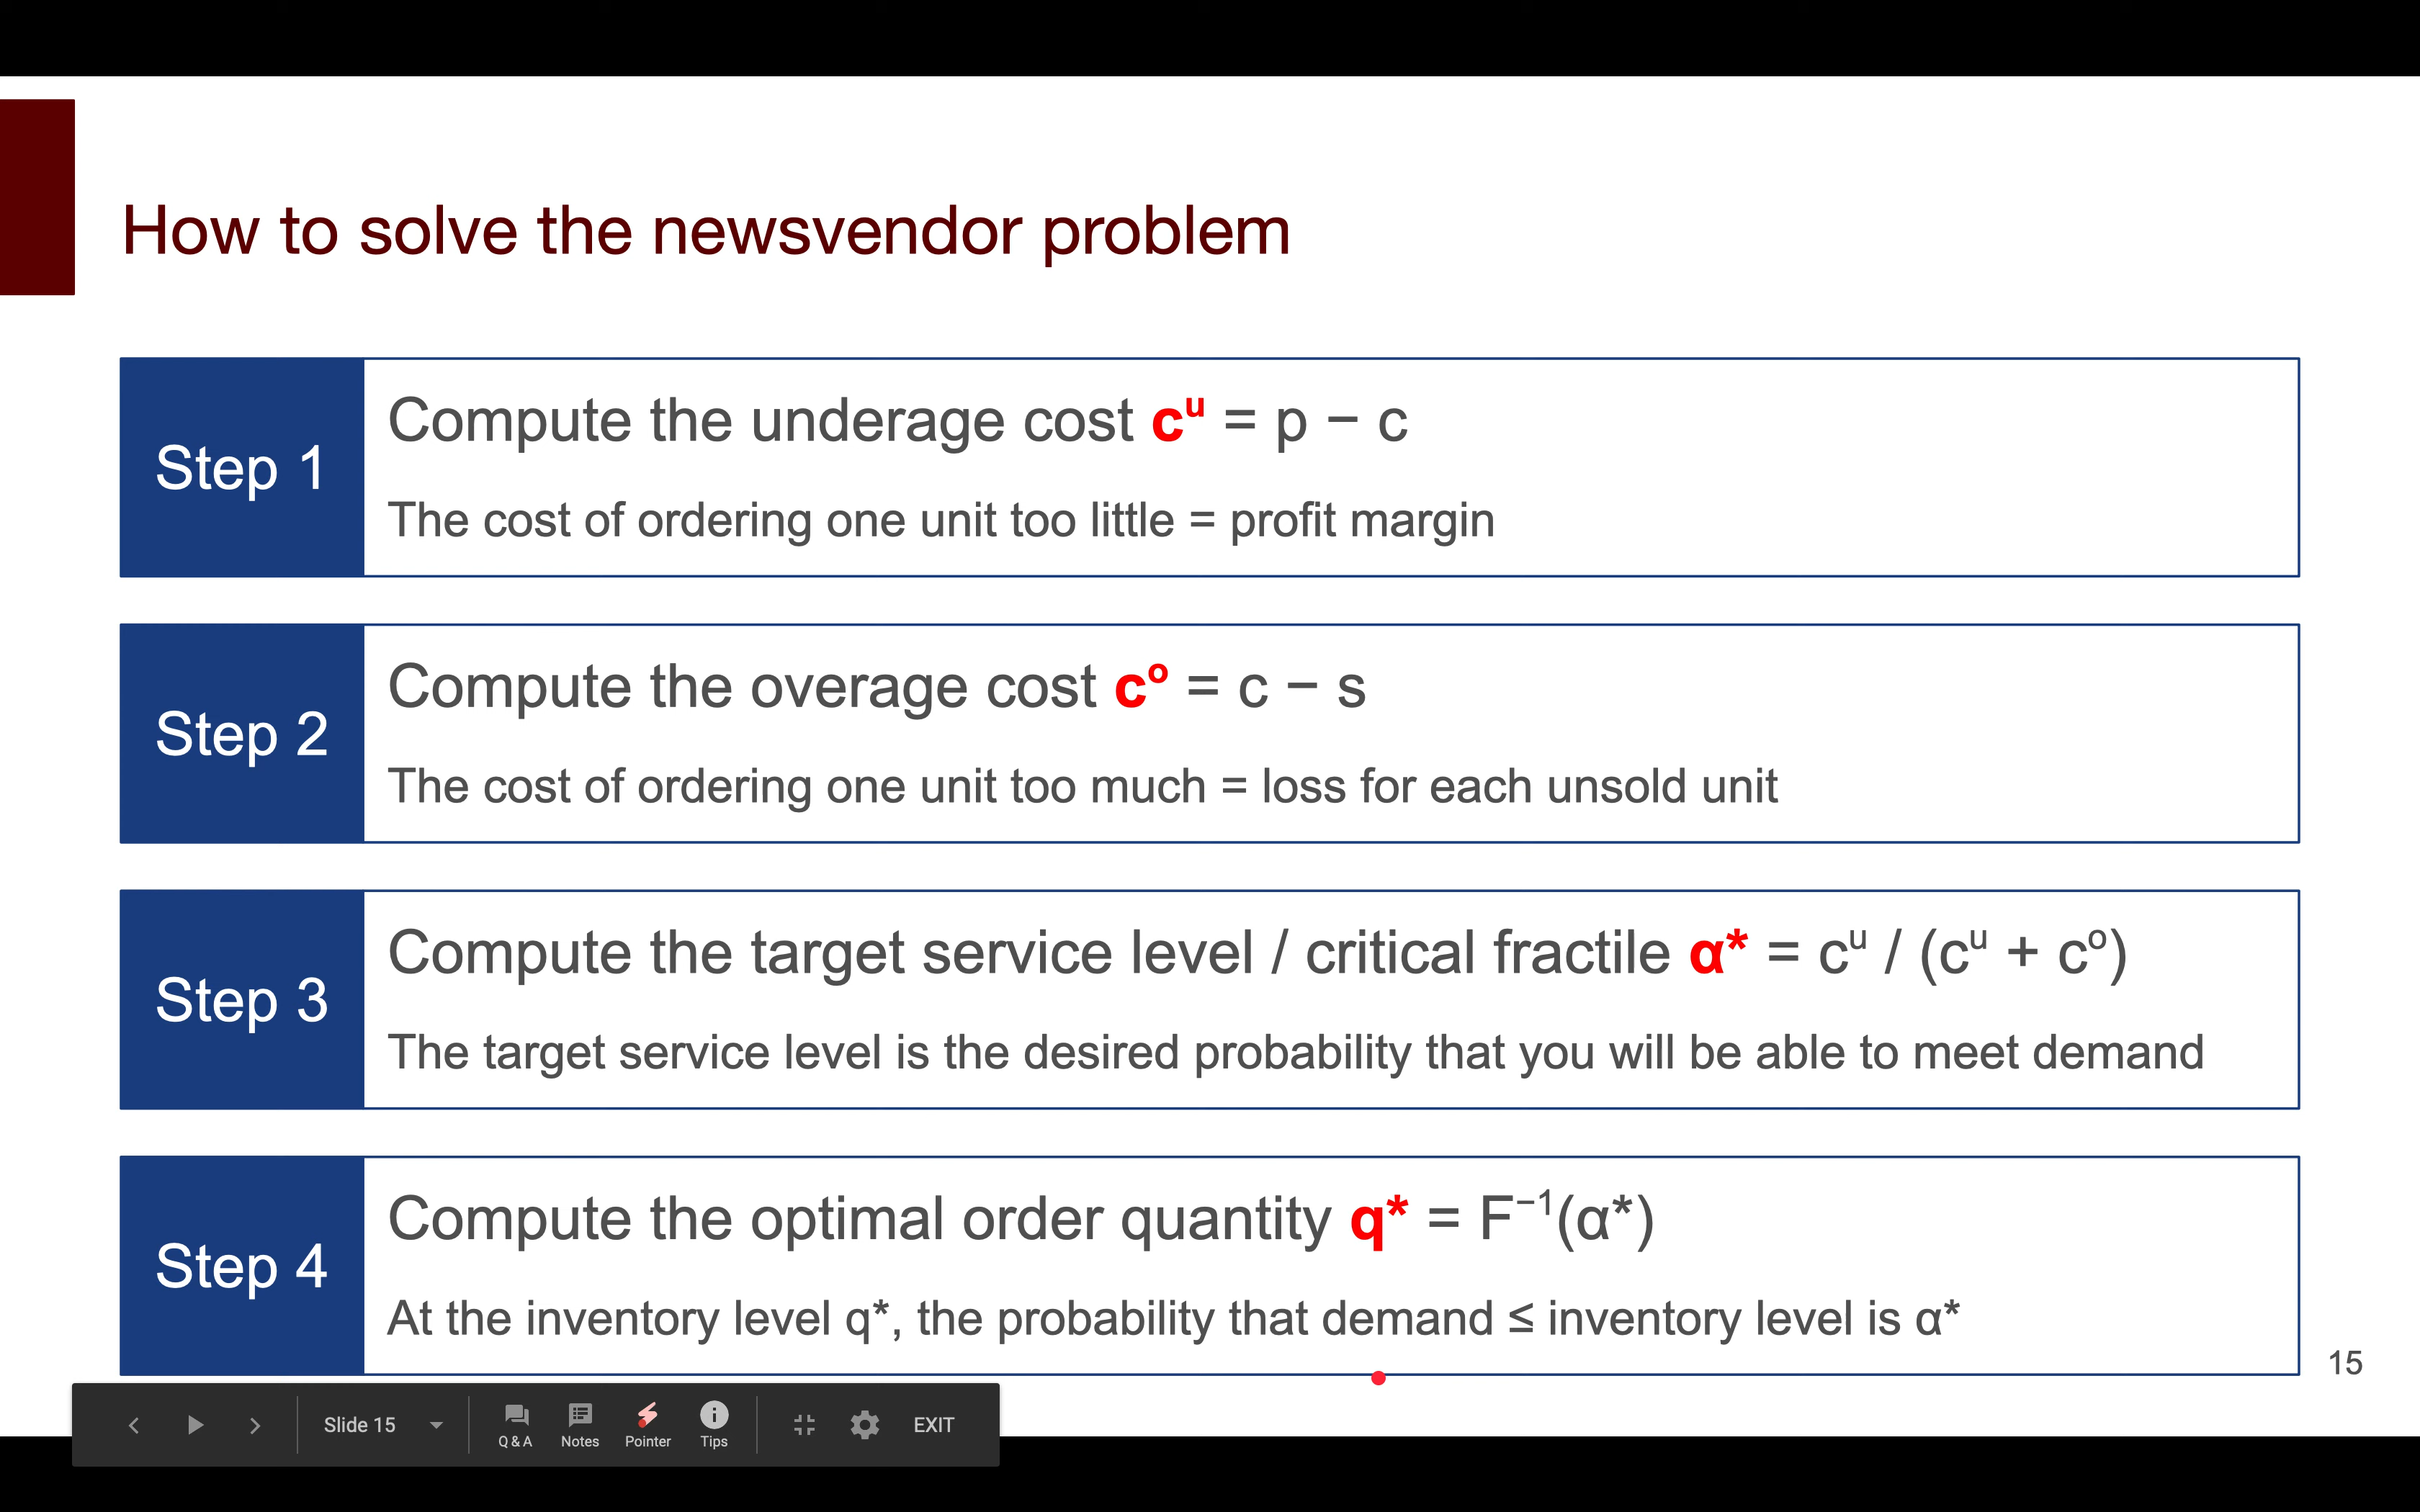 How to solve the newsvendor problem
Step 1
Compute the underage cost cᵘ = p − c
The cost of ordering one unit too little = profit margin
Step 2
Compute the overage cost cᵒ = c − s
The cost of ordering one unit too much = loss for each unsold unit
Step 3
Compute the target service level / critical fractile α* = cᵘ / (cᵘ + cᵒ)
The target service level is the desired probability that you will be able to meet demand
Step 4
Compute the optimal order quantity q* = F⁻¹(α*)
At the inventory level q*, the probability that demand ≤ inventory level is α*
15
Slide 15
Q & A
Notes
Pointer
Tips
EXIT